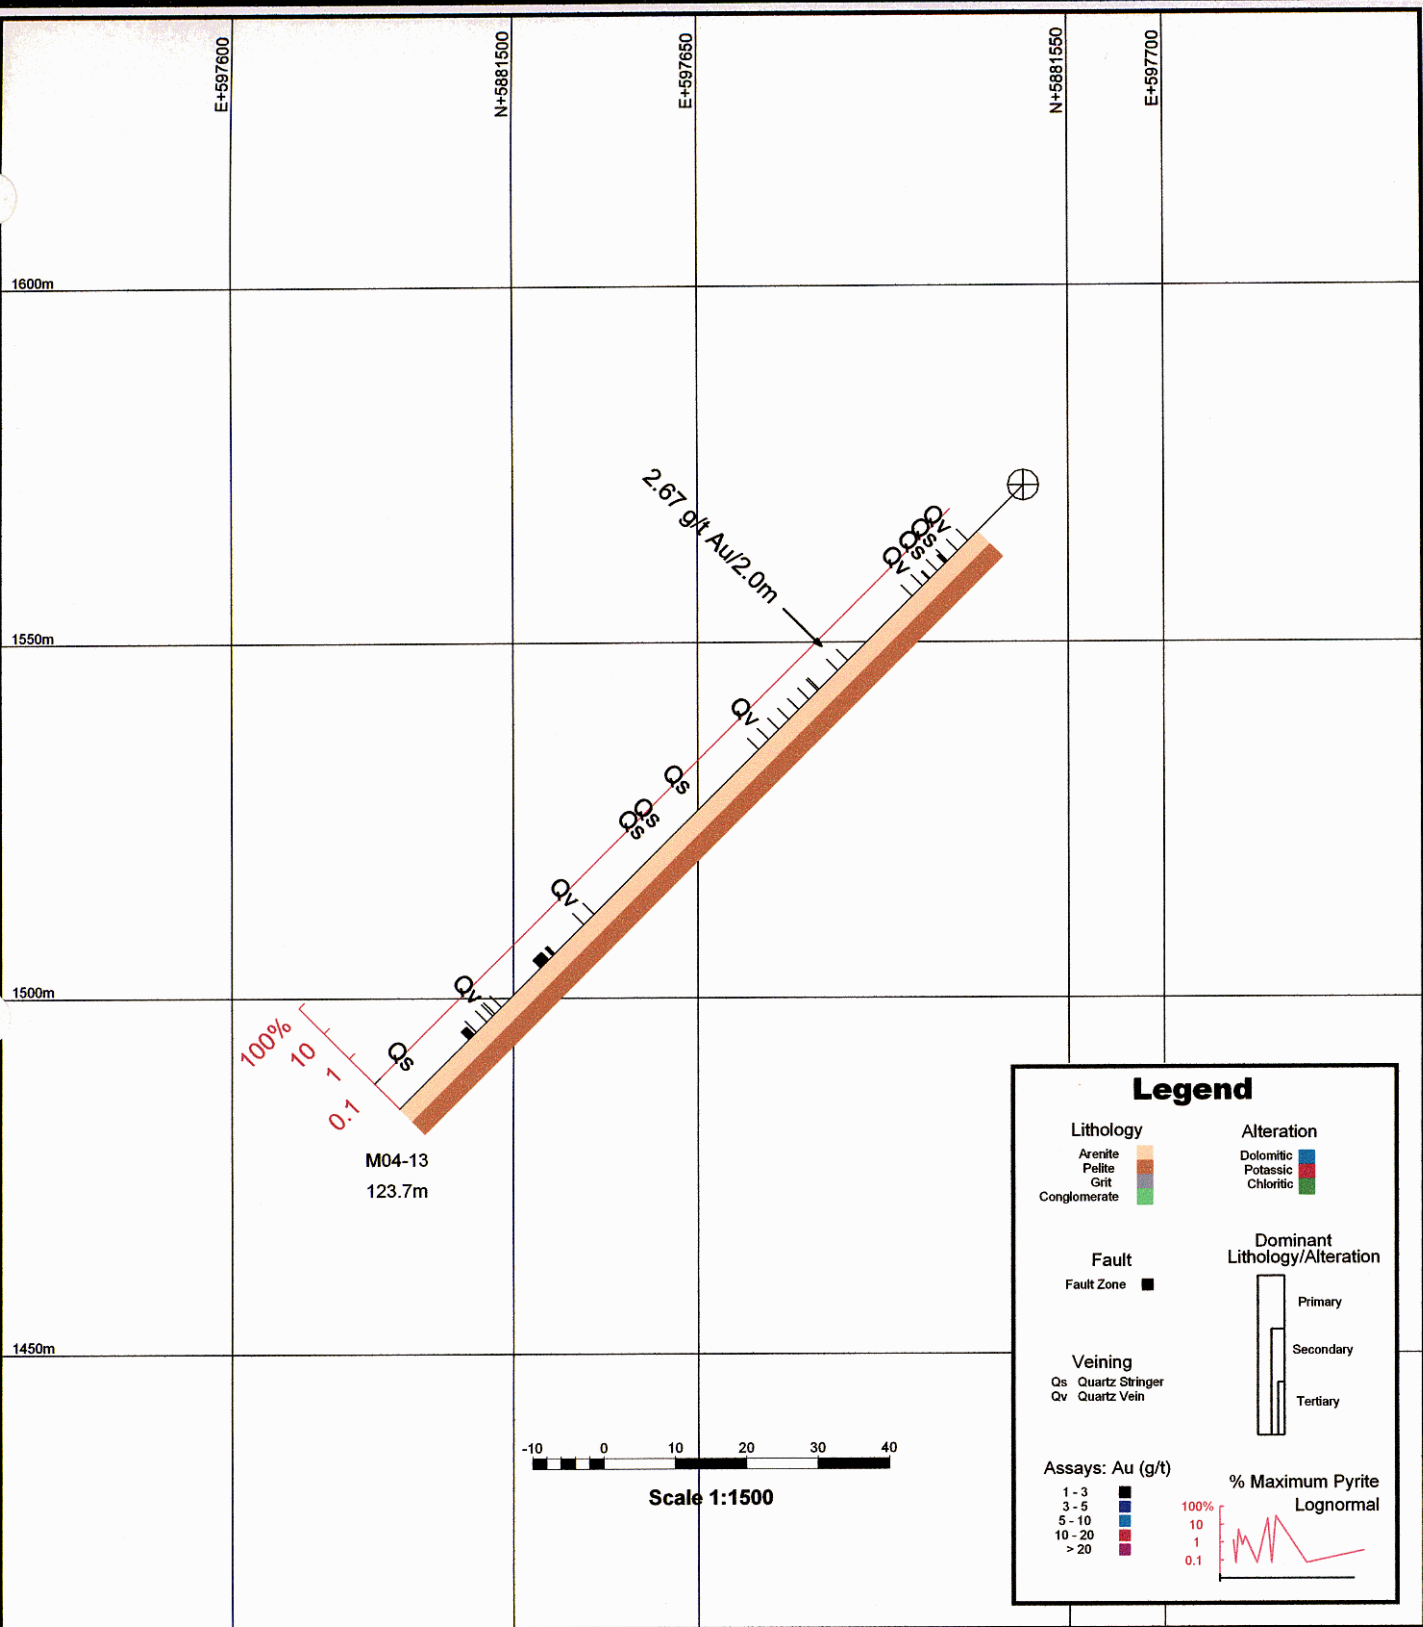 E+597600
N+5881500
E+597650
N+5881550
E+597700
1600m
1550m
1500m
1450m
2.67 g/t Au/2.0m
Qv
Qs
Qs
Qv
Qv
Qs
Qs
Qs
Qv
Qv
Qs
100%
10
1
0.1
M04-13
123.7m
-10 0 10 20 30 40
Scale 1:1500
Legend
Lithology
Arenite
Pelite
Grit
Conglomerate
Alteration
Dolomitic
Potassic
Chloritic
Fault
Fault Zone
Dominant
Lithology/Alteration
Primary
Secondary
Tertiary
Veining
Qs Quartz Stringer
Qv Quartz Vein
Assays: Au (g/t)
1 - 3
3 - 5
5 - 10
10 - 20
> 20
% Maximum Pyrite
Lognormal
100%
10
1
0.1